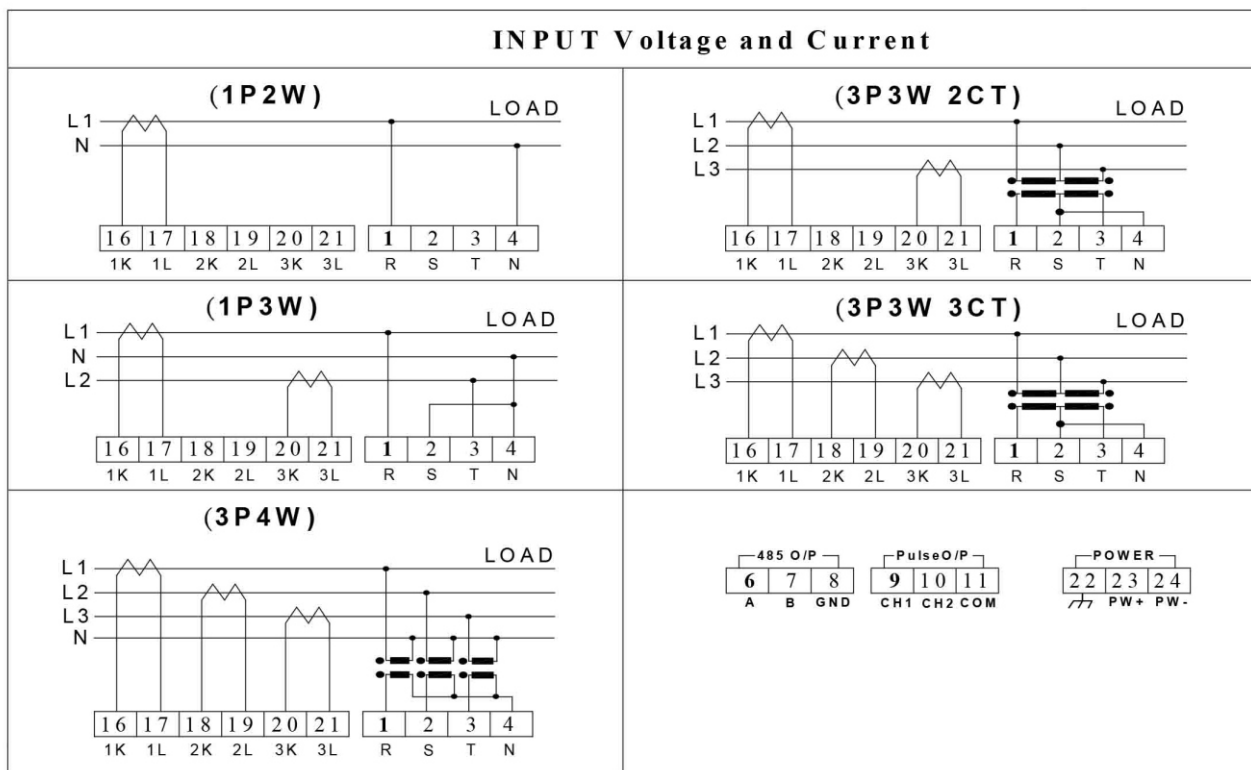 INPUT Voltage and Current
(1P2W)
LOAD
L1
N
16 17 18 19 20 21 1 2 3 4
1K 1L 2K 2L 3K 3L R S T N
(3P3W 2CT)
LOAD
L1
L2
L3
16 17 18 19 20 21 1 2 3 4
1K 1L 2K 2L 3K 3L R S T N
(1P3W)
LOAD
L1
N
L2
16 17 18 19 20 21 1 2 3 4
1K 1L 2K 2L 3K 3L R S T N
(3P3W 3CT)
LOAD
L1
L2
L3
16 17 18 19 20 21 1 2 3 4
1K 1L 2K 2L 3K 3L R S T N
(3P4W)
LOAD
L1
L2
L3
N
16 17 18 19 20 21 1 2 3 4
1K 1L 2K 2L 3K 3L R S T N
485 O/P PulseO/P POWER
6 7 8 9 10 11 22 23 24
A B GND CH1 CH2 COM PW+ PW-